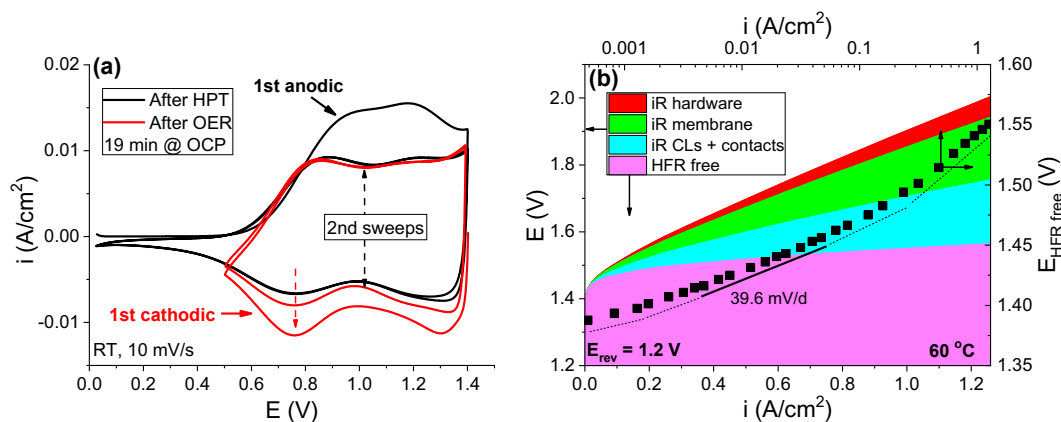 (a)
After HPT
After OER
19 min @ OCP
1st anodic
2nd sweeps
1st cathodic
RT, 10 mV/s
0.02
0.01
0.00
-0.01
i (A/cm²)
0.0 0.2 0.4 0.6 0.8 1.0 1.2 1.4
E (V)
i (A/cm²)
0.001 0.01 0.1 1
(b)
iR hardware
iR membrane
iR CLs + contacts
HFR free
39.6 mV/d
E_rev = 1.2 V
60 °C
2.0
1.8
1.6
1.4
1.2
E (V)
1.60
1.55
1.50
1.45
1.40
1.35
E_HFR free (V)
0.0 0.2 0.4 0.6 0.8 1.0 1.2
i (A/cm²)